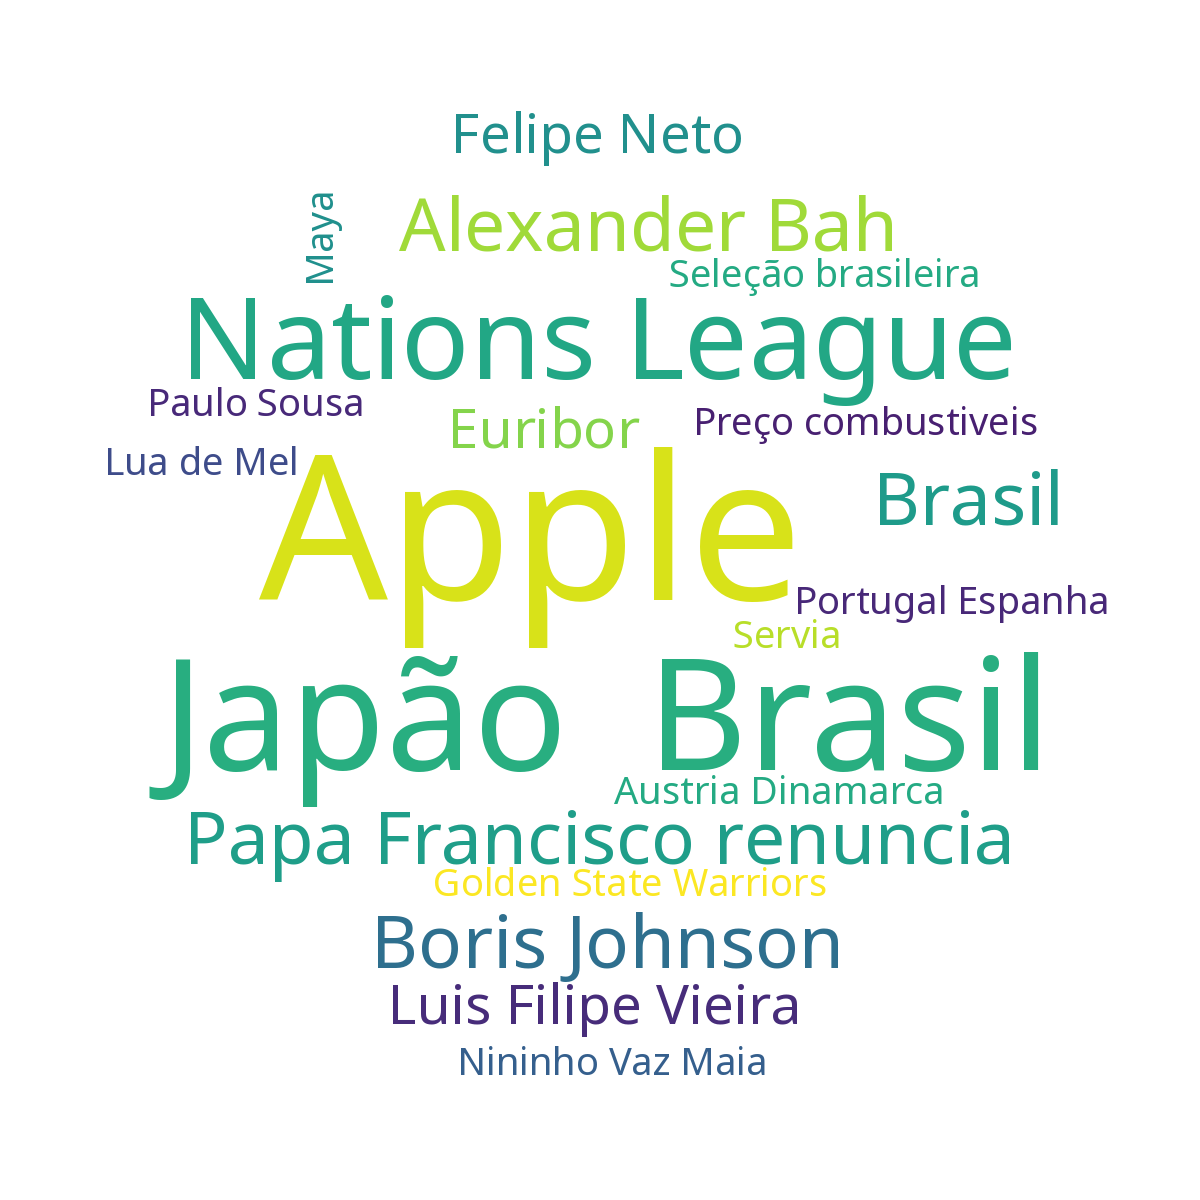 Felipe Neto
Maya
Alexander Bah
Seleção brasileira
Nations League
Paulo Sousa
Euribor
Preço combustiveis
Lua de Mel
Apple
Brasil
Portugal Espanha
Servia
Japão Brasil
Austria Dinamarca
Papa Francisco renuncia
Golden State Warriors
Boris Johnson
Luis Filipe Vieira
Nininho Vaz Maia